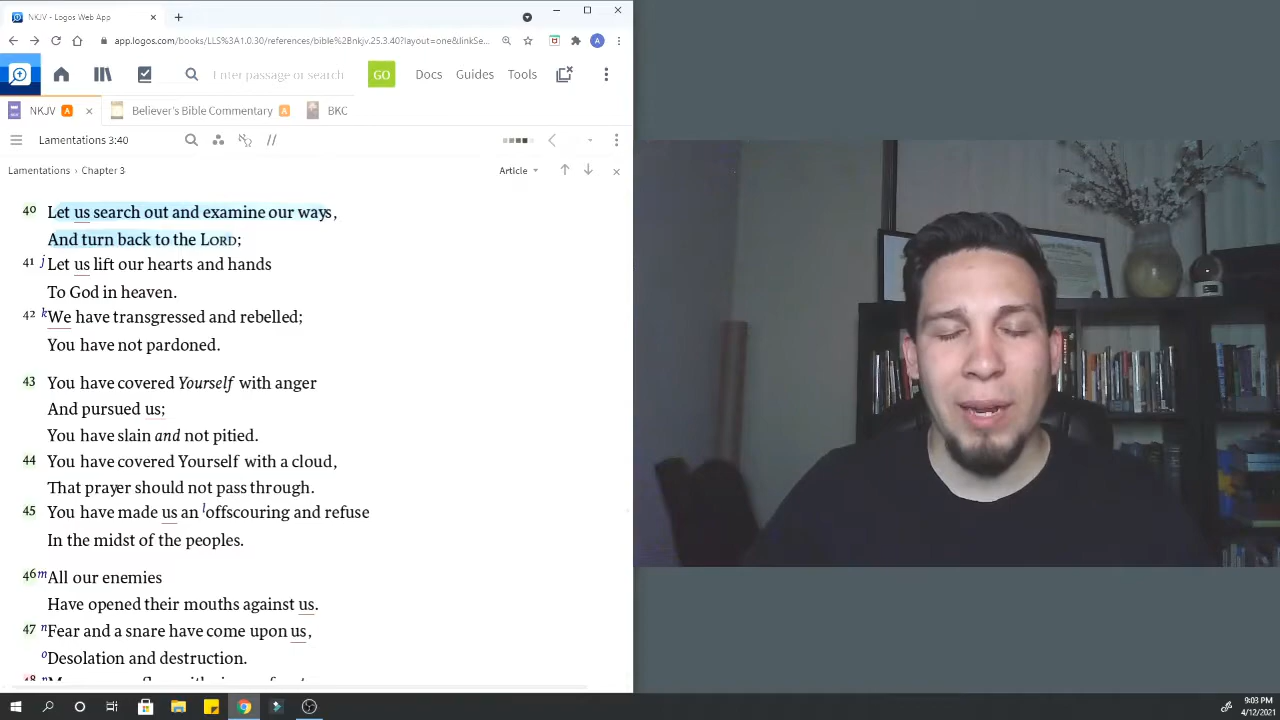 NKJV - Logos Web App
app.logos.com/books/LLS%3A1.0.30/references/bible%2Bnkjv.25.3.40?layout=one&linkSe...
A
Enter passage or search
GO
Docs
Guides
Tools
NKJV A
Believer's Bible Commentary A
BKC
Lamentations 3:40
Lamentations › Chapter 3
Article
40 Let us search out and examine our ways,
And turn back to the LORD;
41 j Let us lift our hearts and hands
To God in heaven.
42 k We have transgressed and rebelled;
You have not pardoned.
43 You have covered Yourself with anger
And pursued us;
You have slain and not pitied.
44 You have covered Yourself with a cloud,
That prayer should not pass through.
45 You have made us an l offscouring and refuse
In the midst of the peoples.
46 m All our enemies
Have opened their mouths against us.
47 n Fear and a snare have come upon us,
o Desolation and destruction.
48
9:03 PM
4/12/2021